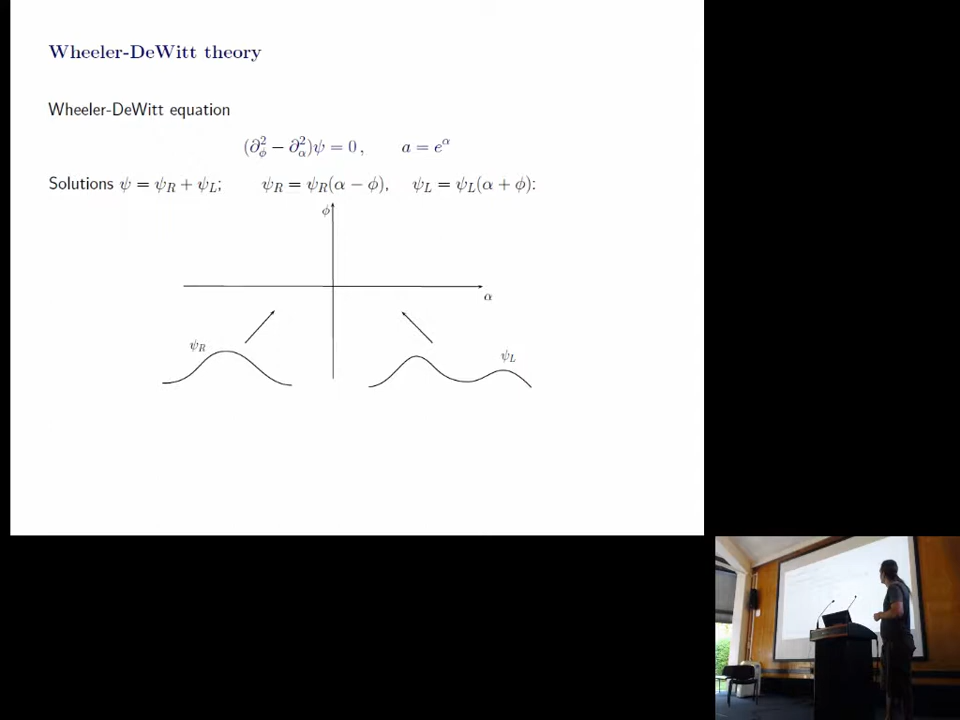 Wheeler-DeWitt theory
Wheeler-DeWitt equation
(∂²_ϕ − ∂²_α)ψ = 0 ,    a = e^α
Solutions ψ = ψ_R + ψ_L;    ψ_R = ψ_R(α − ϕ),    ψ_L = ψ_L(α + ϕ):
ϕ
α
ψ_R
ψ_L